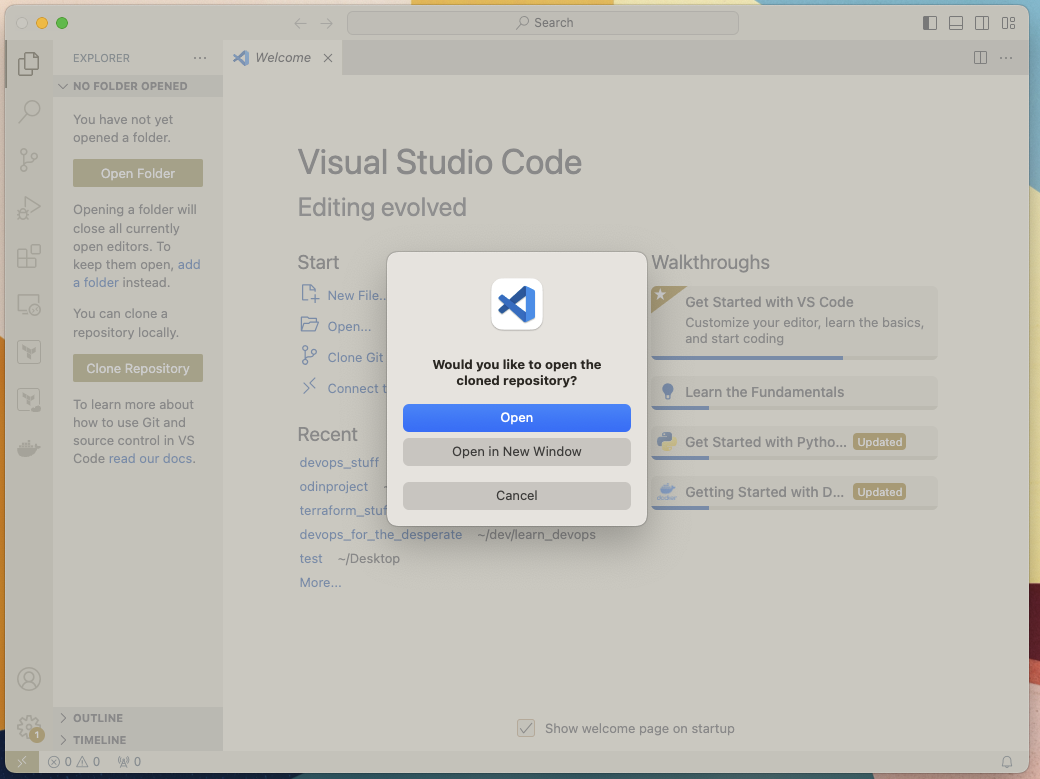 Search
EXPLORER
Welcome
NO FOLDER OPENED
You have not yet
opened a folder.
Open Folder
Opening a folder will
close all currently
open editors. To
keep them open, add
a folder instead.
You can clone a
repository locally.
Clone Repository
To learn more about
how to use Git and
source control in VS
Code read our docs.
OUTLINE
TIMELINE
Visual Studio Code
Editing evolved
Start
New File...
Open...
Clone Git
Connect t
Recent
devops_stuff
odinproject
terraform_stuf
devops_for_the_desperate ~/dev/learn_devops
test ~/Desktop
More...
Walkthroughs
Get Started with VS Code
Customize your editor, learn the basics,
and start coding
Learn the Fundamentals
Get Started with Pytho... Updated
Getting Started with D... Updated
Would you like to open the
cloned repository?
Open
Open in New Window
Cancel
Show welcome page on startup
1
0 0 0